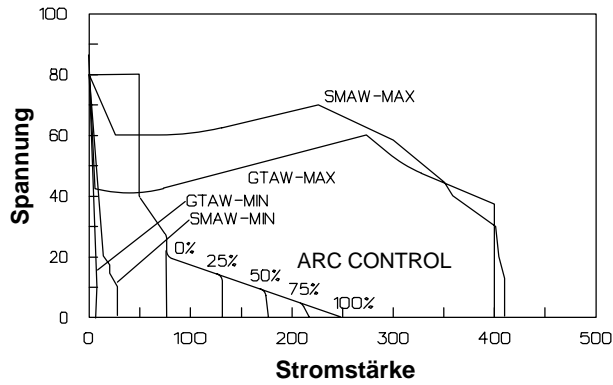 100
80
60
40
20
0
Spannung
SMAW-MAX
GTAW-MAX
GTAW-MIN
SMAW-MIN
0%
25%
50%
75%
100%
ARC CONTROL
0
100
200
300
400
500
Stromstärke